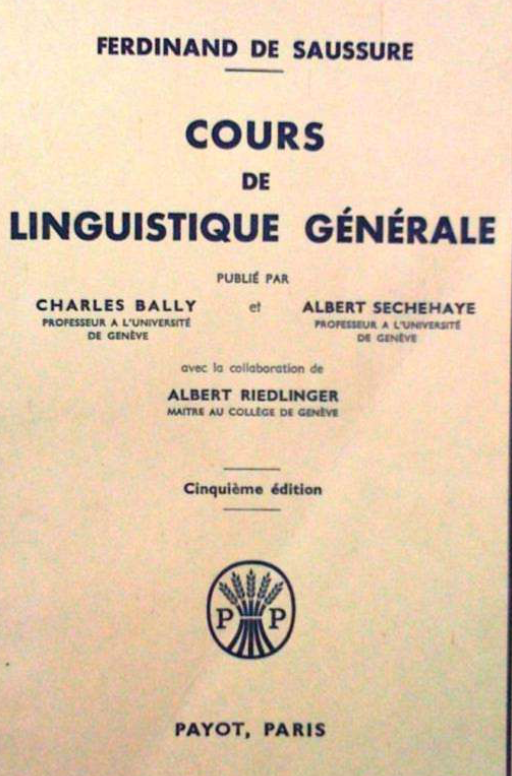 FERDINAND DE SAUSSURE
COURS
DE
LINGUISTIQUE GÉNÉRALE
PUBLIÉ PAR
CHARLES BALLY et ALBERT SECHEHAYE
PROFESSEUR A L'UNIVERSITÉ PROFESSEUR A L'UNIVERSITÉ
DE GENÈVE DE GENÈVE
avec la collaboration de
ALBERT RIEDLINGER
MAITRE AU COLLÈGE DE GENÈVE
Cinquième édition
P P
PAYOT, PARIS